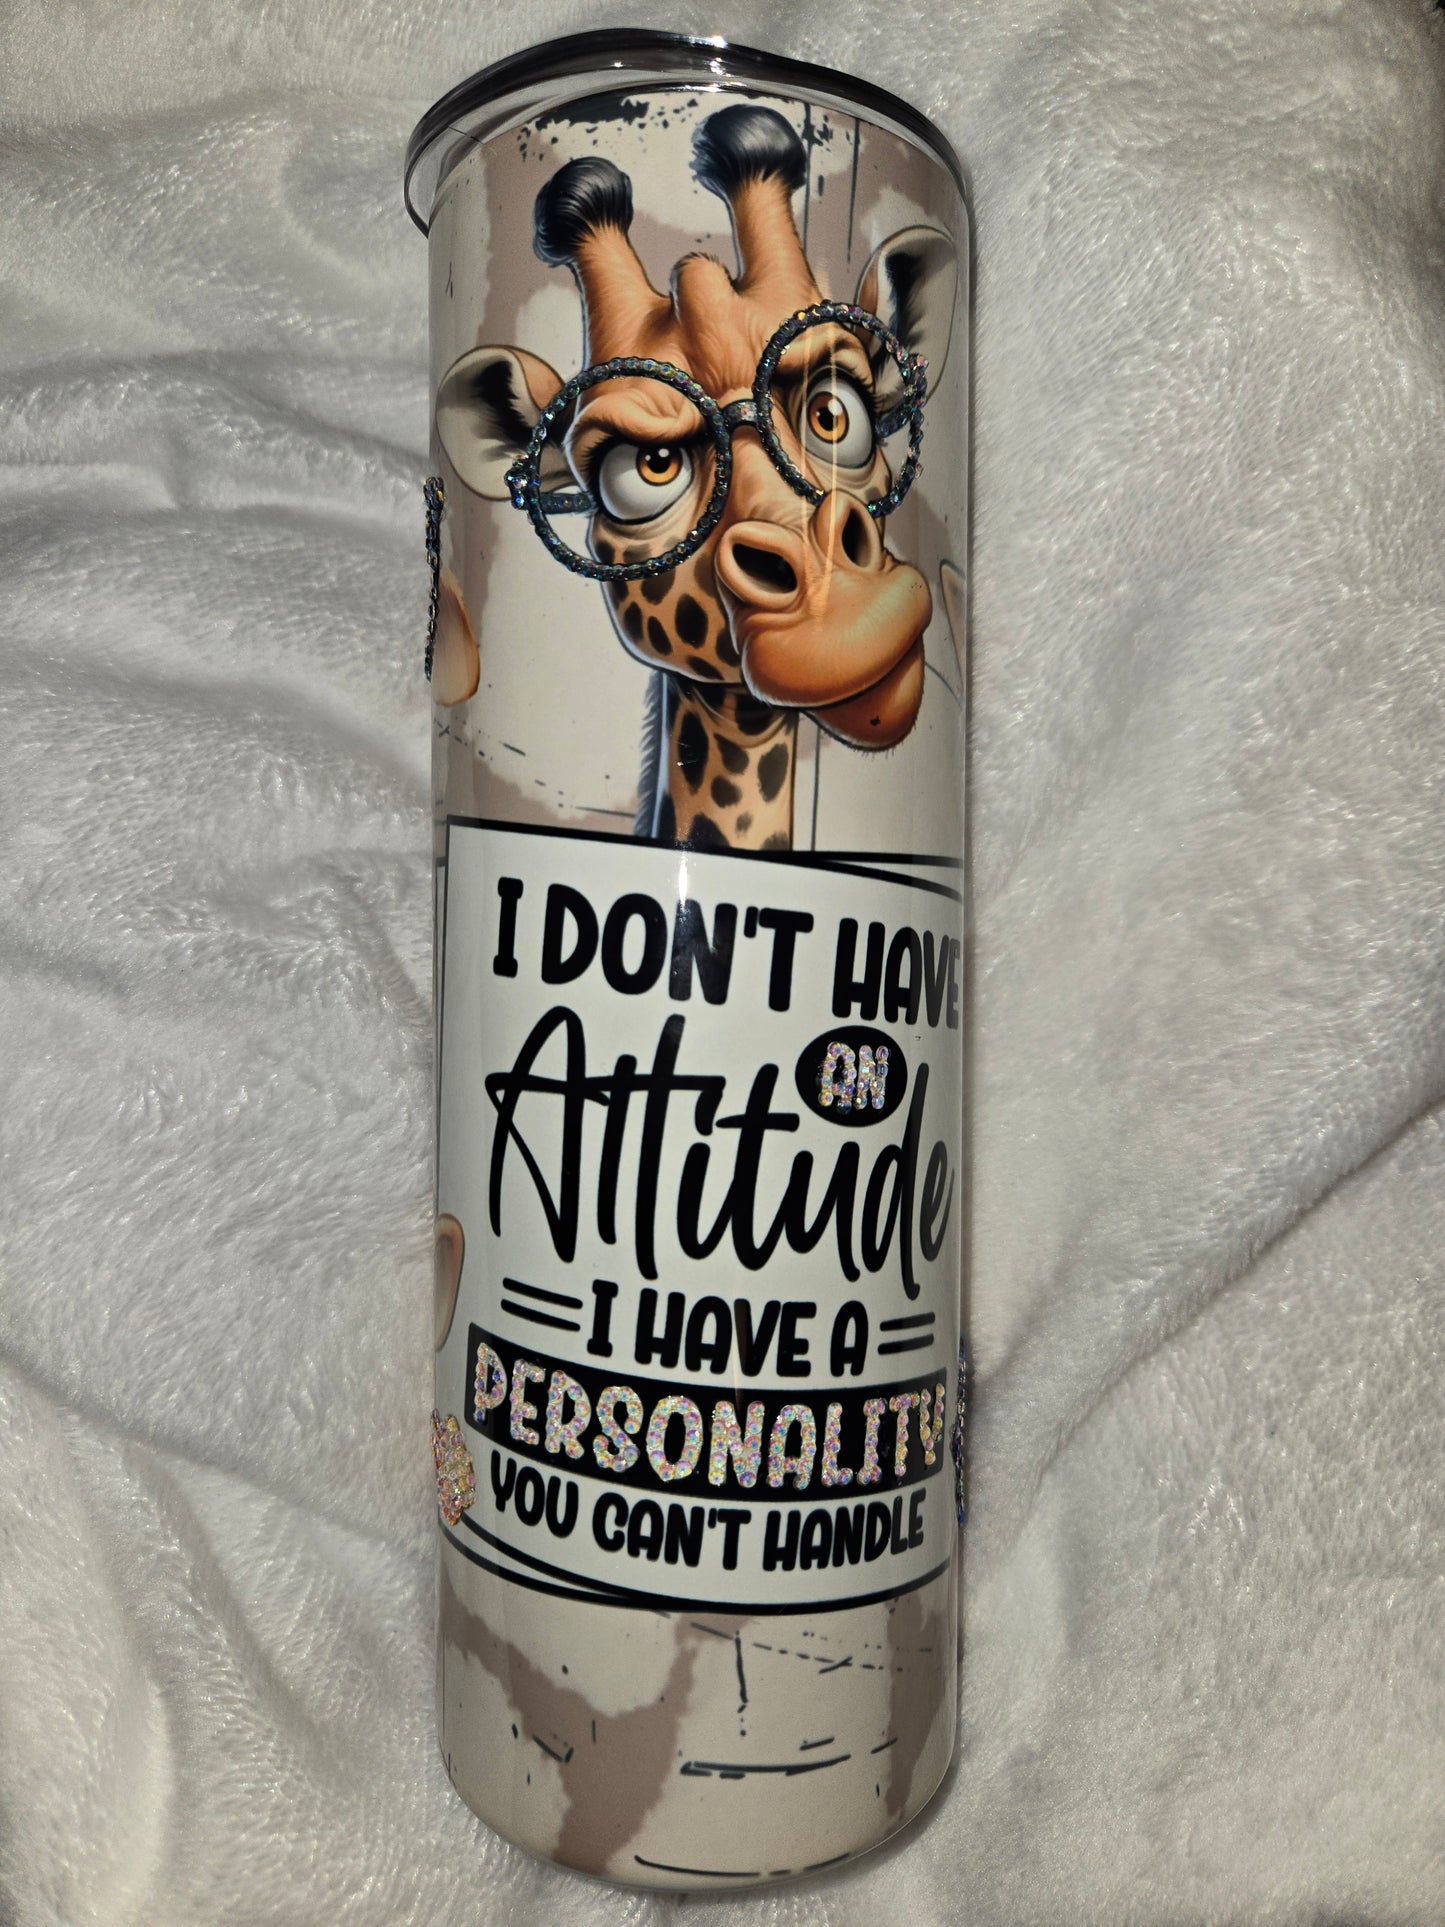 I DON'T HAVE
AN
Attitude
I HAVE A
PERSONALITY
YOU CAN'T HANDLE